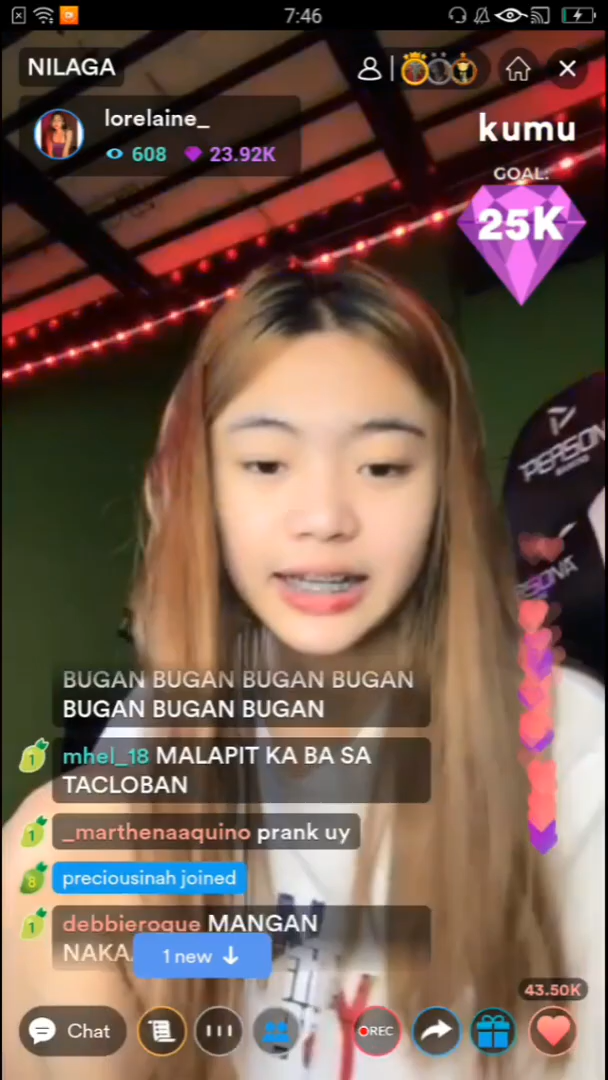 7:46
NILAGA
lorelaine_
608 23.92K
kumu
GOAL:
25K
PERSONA
GAMING
BUGAN BUGAN BUGAN BUGAN
BUGAN BUGAN BUGAN
1 mhel_18 MALAPIT KA BA SA
TACLOBAN
1 _marthenaaquino prank uy
8 preciousinah joined
1 debbieroque MANGAN
NAKA
1 new ↓
43.50K
Chat
REC